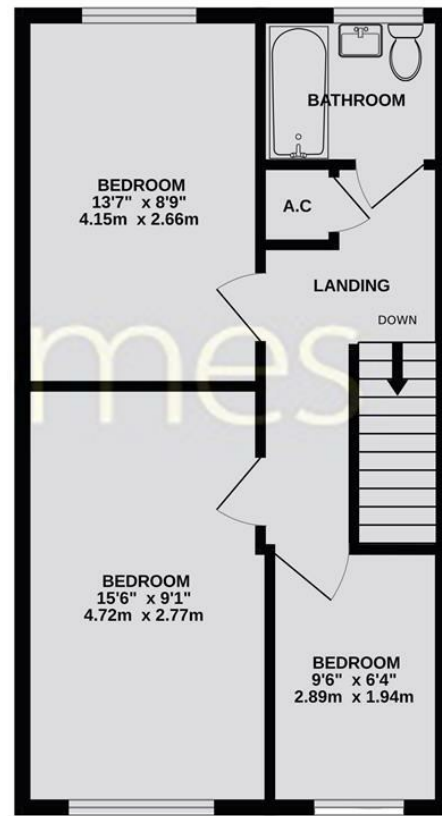 BATHROOM
BEDROOM
13'7" x 8'9"
4.15m x 2.66m
A.C
LANDING
DOWN
mes
BEDROOM
15'6" x 9'1"
4.72m x 2.77m
BEDROOM
9'6" x 6'4"
2.89m x 1.94m